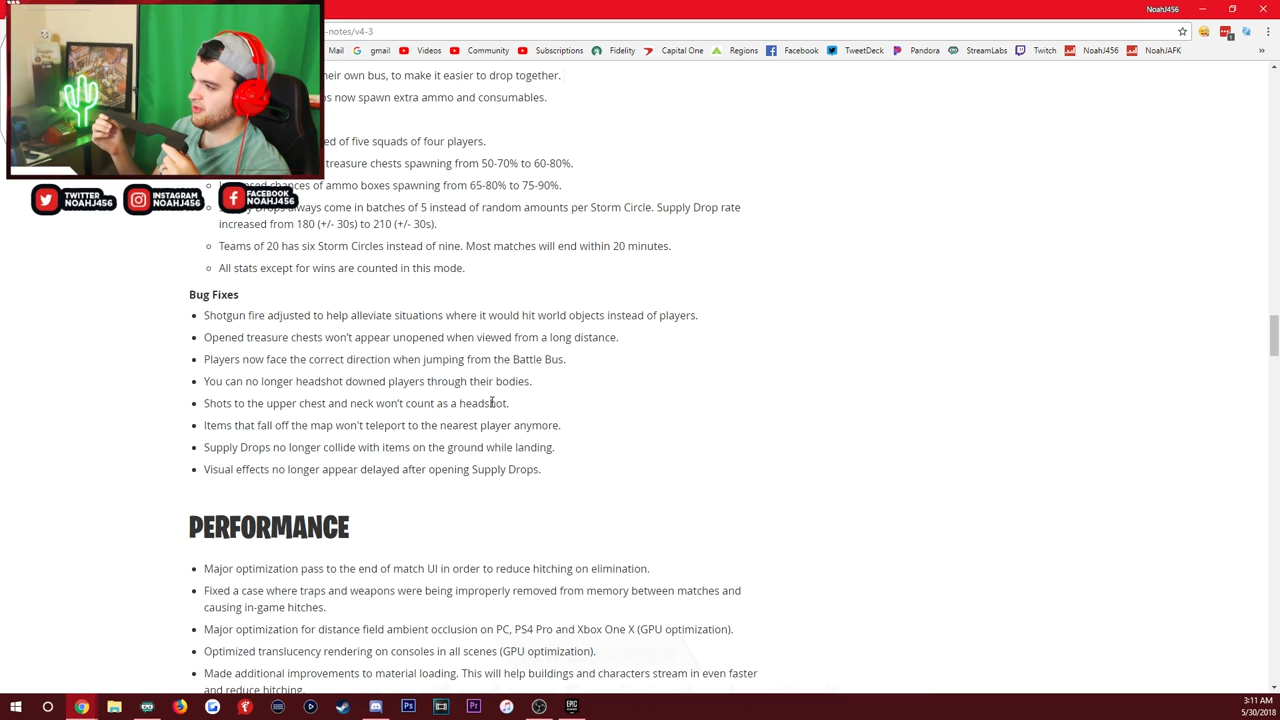 NoahJ456
-notes/v4-3
Mail gmail Videos Community Subscriptions Fidelity Capital One Regions Facebook TweetDeck Pandora StreamLabs Twitch NoahJ456 NoahJAFK »
heir own bus, to make it easier to drop together.
ps now spawn extra ammo and consumables.
ed of five squads of four players.
treasure chests spawning from 50-70% to 60-80%.
chances of ammo boxes spawning from 65-80% to 75-90%.
TWITTER NOAHJ456
INSTAGRAM NOAHJ456
FACEBOOK NOAHJ456
always come in batches of 5 instead of random amounts per Storm Circle. Supply Drop rate
increased from 180 (+/- 30s) to 210 (+/- 30s).
Teams of 20 has six Storm Circles instead of nine. Most matches will end within 20 minutes.
All stats except for wins are counted in this mode.
Bug Fixes
Shotgun fire adjusted to help alleviate situations where it would hit world objects instead of players.
Opened treasure chests won't appear unopened when viewed from a long distance.
Players now face the correct direction when jumping from the Battle Bus.
You can no longer headshot downed players through their bodies.
Shots to the upper chest and neck won't count as a headshot.
Items that fall off the map won't teleport to the nearest player anymore.
Supply Drops no longer collide with items on the ground while landing.
Visual effects no longer appear delayed after opening Supply Drops.
PERFORMANCE
Major optimization pass to the end of match UI in order to reduce hitching on elimination.
Fixed a case where traps and weapons were being improperly removed from memory between matches and
causing in-game hitches.
Major optimization for distance field ambient occlusion on PC, PS4 Pro and Xbox One X (GPU optimization).
Optimized translucency rendering on consoles in all scenes (GPU optimization).
Made additional improvements to material loading. This will help buildings and characters stream in even faster
and reduce hitching.
3:11 AM
5/30/2018